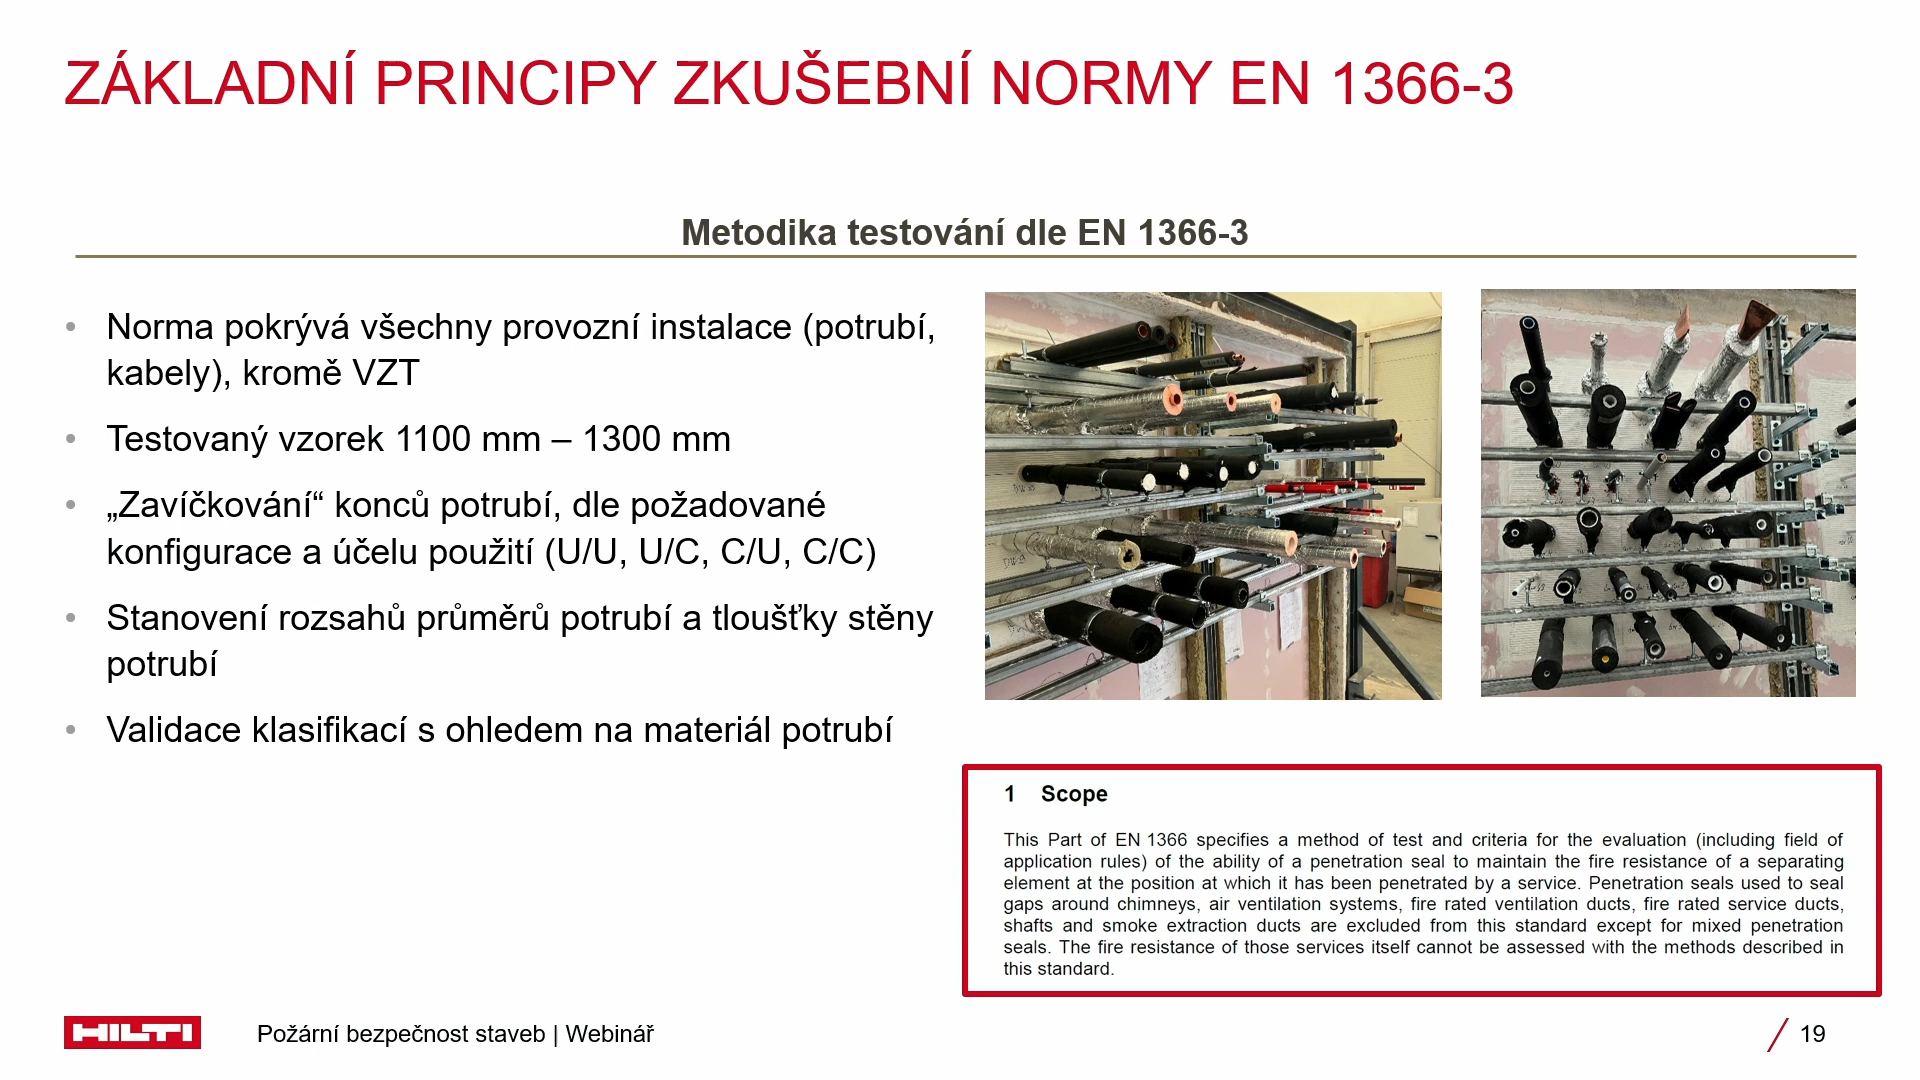 ZÁKLADNÍ PRINCIPY ZKUŠEBNÍ NORMY EN 1366-3
Metodika testování dle EN 1366-3
• Norma pokrývá všechny provozní instalace (potrubí,
kabely), kromě VZT
• Testovaný vzorek 1100 mm – 1300 mm
• „Zavíčkování“ konců potrubí, dle požadované
konfigurace a účelu použití (U/U, U/C, C/U, C/C)
• Stanovení rozsahů průměrů potrubí a tloušťky stěny
potrubí
• Validace klasifikací s ohledem na materiál potrubí
1 Scope
This Part of EN 1366 specifies a method of test and criteria for the evaluation (including field of
application rules) of the ability of a penetration seal to maintain the fire resistance of a separating
element at the position at which it has been penetrated by a service. Penetration seals used to seal
gaps around chimneys, air ventilation systems, fire rated ventilation ducts, fire rated service ducts,
shafts and smoke extraction ducts are excluded from this standard except for mixed penetration
seals. The fire resistance of those services itself cannot be assessed with the methods described in
this standard.
HILTI
Požární bezpečnost staveb | Webinář
19